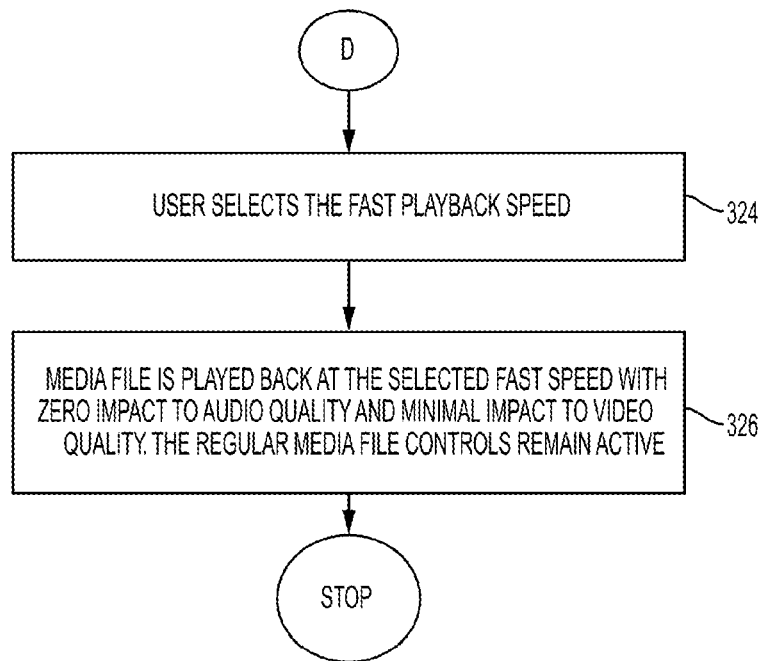 D
USER SELECTS THE FAST PLAYBACK SPEED
324
MEDIA FILE IS PLAYED BACK AT THE SELECTED FAST SPEED WITH
ZERO IMPACT TO AUDIO QUALITY AND MINIMAL IMPACT TO VIDEO
QUALITY. THE REGULAR MEDIA FILE CONTROLS REMAIN ACTIVE
326
STOP